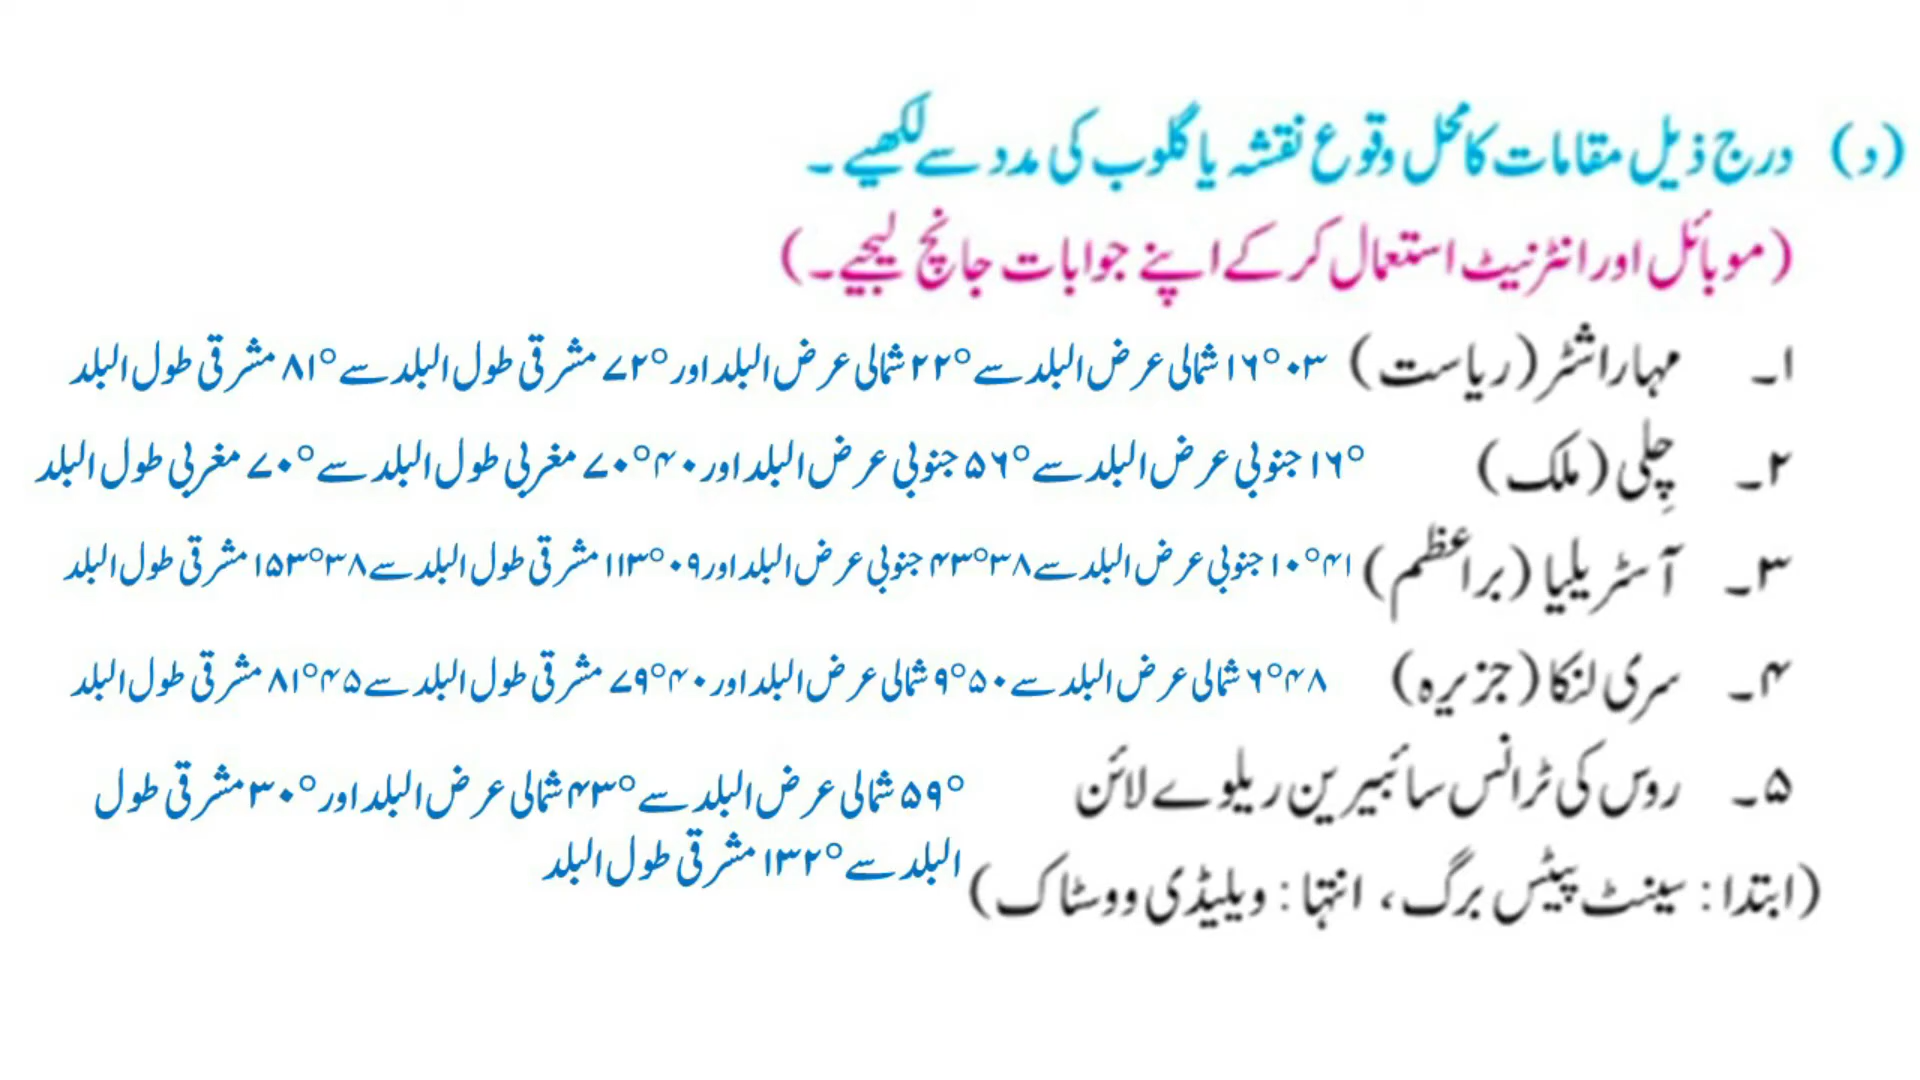 (د) درج ذیل مقامات کا محل وقوع نقشہ یا گلوب کی مدد سے لکھیے ۔
(موبائل اور انٹرنیٹ استعمال کر کے اپنے جوابات جانچ لیجیے۔)
۱۔ مہاراشٹر (ریاست) ۱۶°۰۳ شمالی عرض البلد سے ۲۲° شمالی عرض البلد اور ۷۲° مشرقی طول البلد سے ۸۱° مشرقی طول البلد
۲۔ چِلی (ملک) ۱۶° جنوبی عرض البلد سے ۵۶° جنوبی عرض البلد اور ۷۰°۴۰ مغربی طول البلد سے ۷۰° مغربی طول البلد
۳۔ آسٹریلیا (براعظم) ۱۰°۴۱ جنوبی عرض البلد سے ۴۳°۳۸ جنوبی عرض البلد اور ۱۱۳°۰۹ مشرقی طول البلد سے ۱۵۳°۳۸ مشرقی طول البلد
۴۔ سری لنکا (جزیرہ) ۶°۴۸ شمالی عرض البلد سے ۹°۵۰ شمالی عرض البلد اور ۷۹°۴۰ مشرقی طول البلد سے ۸۱°۴۵ مشرقی طول البلد
۵۔ روس کی ٹرانس سائبیرین ریلوے لائن ۵۹° شمالی عرض البلد سے ۴۳° شمالی عرض البلد اور ۳۰° مشرقی طول
البلد سے ۱۳۲° مشرقی طول البلد
(ابتدا : سینٹ پیٹس برگ، انتہا : ویلیڈی ووسٹاک)